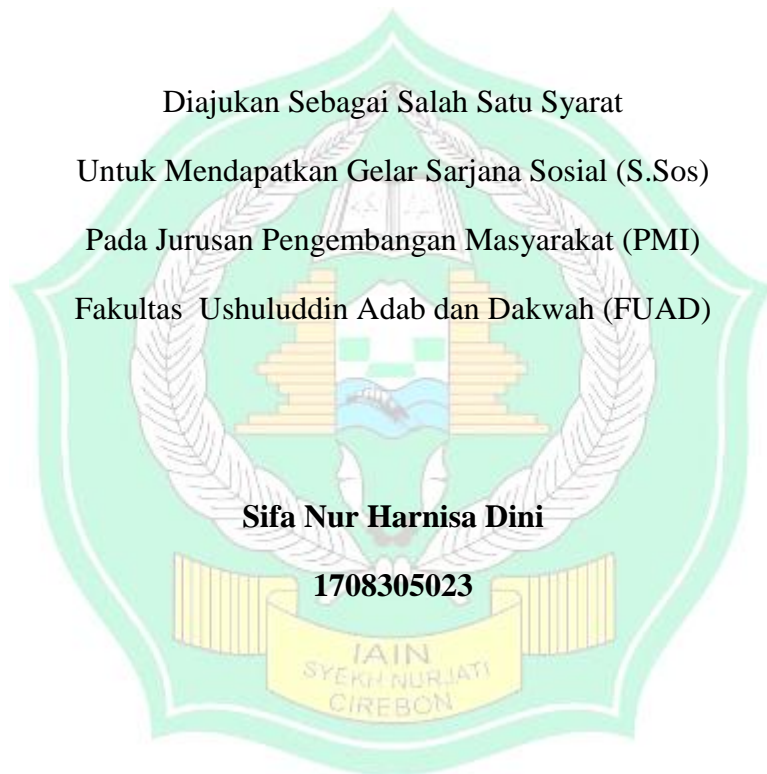 Diajukan Sebagai Salah Satu Syarat
Untuk Mendapatkan Gelar Sarjana Sosial (S.Sos)
Pada Jurusan Pengembangan Masyarakat (PMI)
Fakultas Ushuluddin Adab dan Dakwah (FUAD)
Sifa Nur Harnisa Dini
1708305023
IAIN
SYEKH NURJATI
CIREBON